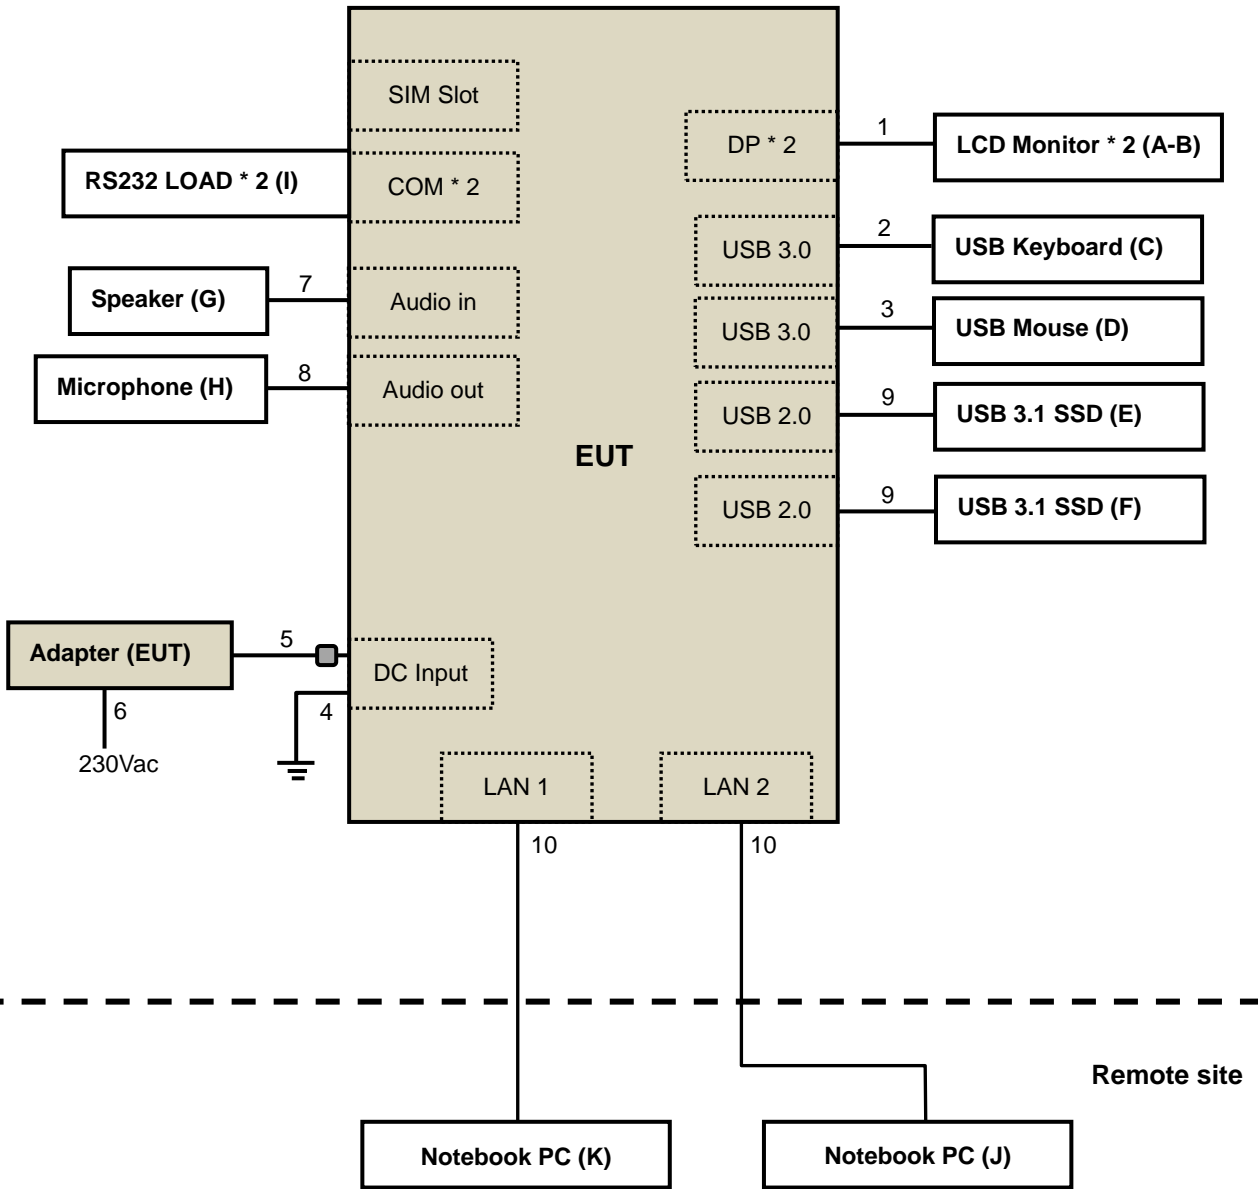 SIM Slot
DP * 2
1
LCD Monitor * 2 (A-B)
RS232 LOAD * 2 (I)
COM * 2
USB 3.0
2
USB Keyboard (C)
Speaker (G)
7
Audio in
USB 3.0
3
USB Mouse (D)
Microphone (H)
8
Audio out
USB 2.0
9
USB 3.1 SSD (E)
EUT
USB 2.0
9
USB 3.1 SSD (F)
Adapter (EUT)
5
DC Input
6
4
230Vac
LAN 1
LAN 2
10
10
Remote site
Notebook PC (K)
Notebook PC (J)